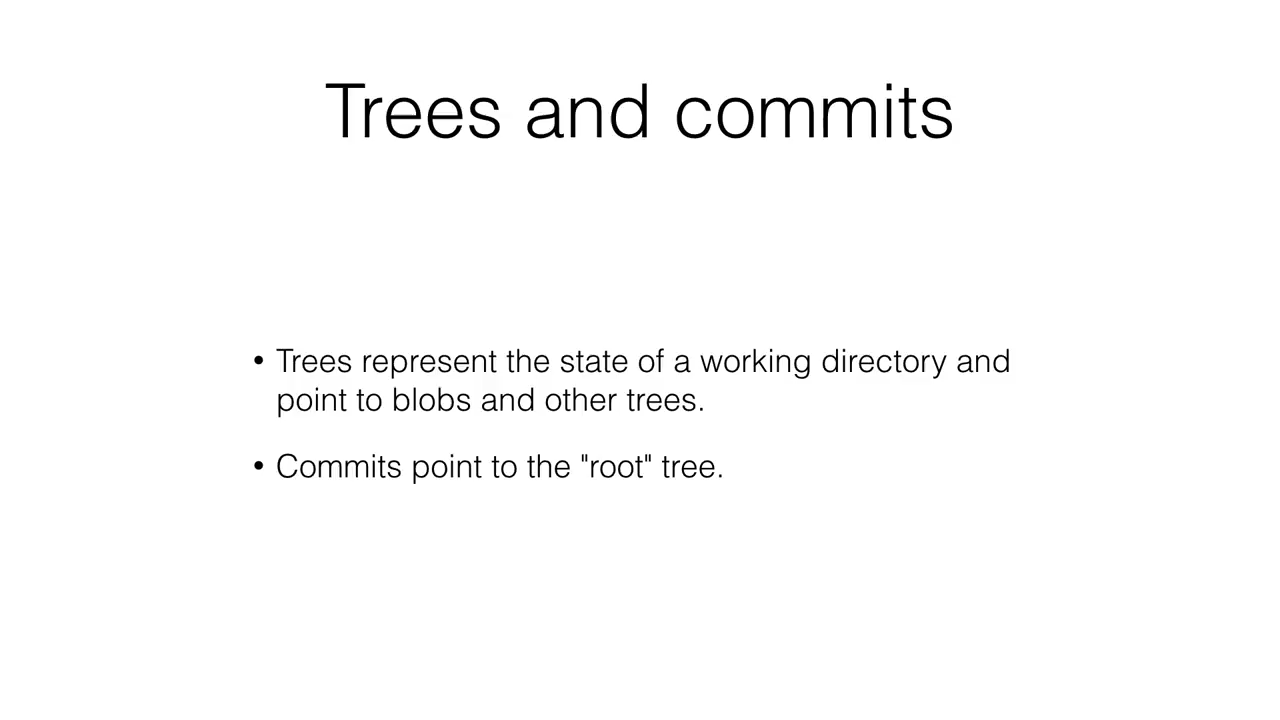 Trees and commits
• Trees represent the state of a working directory and
point to blobs and other trees.
• Commits point to the "root" tree.